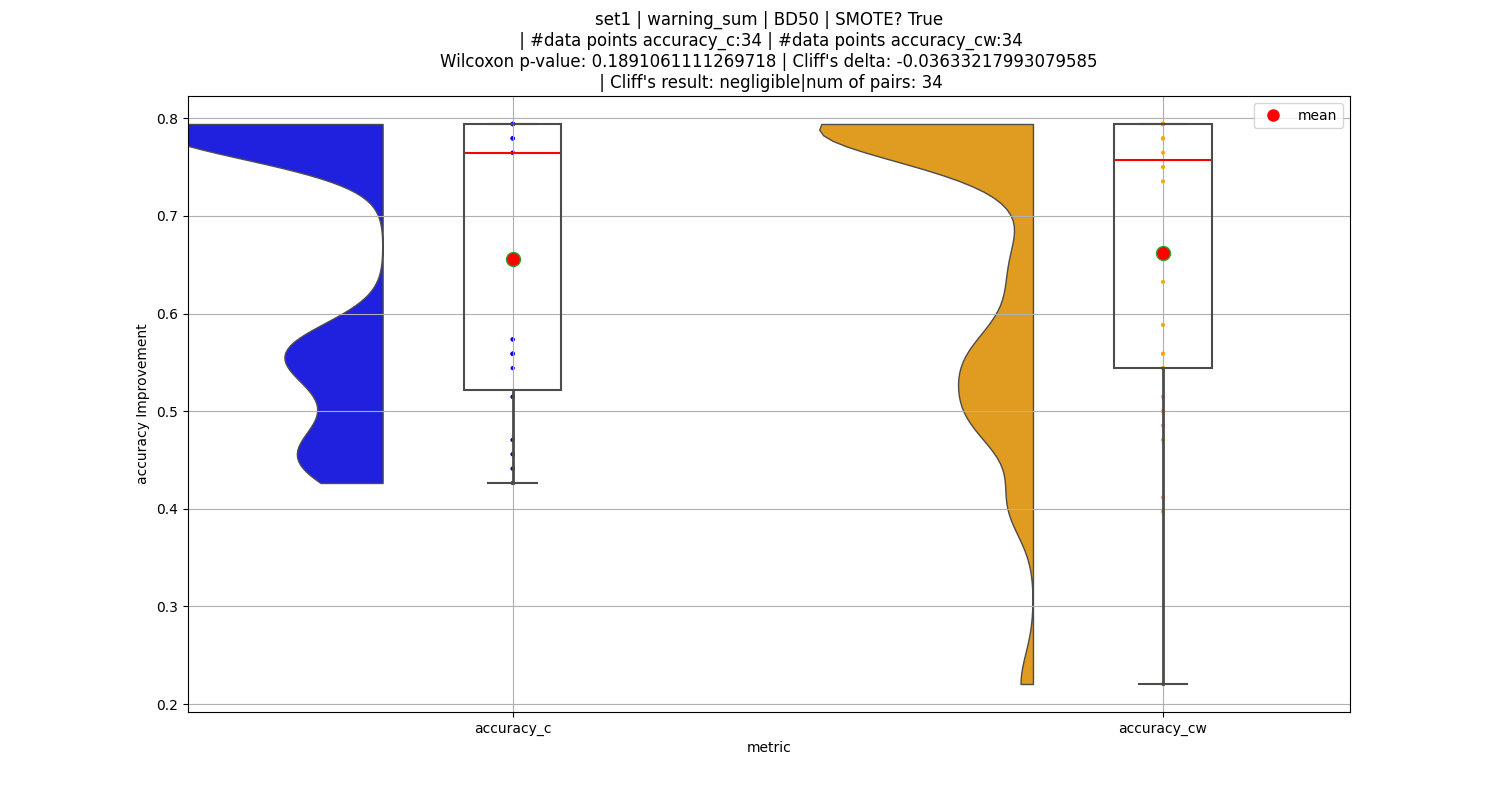 set1 | warning_sum | BD50 | SMOTE? True
| #data points accuracy_c:34 | #data points accuracy_cw:34
Wilcoxon p-value: 0.1891061111269718 | Cliff's delta: -0.03633217993079585
| Cliff's result: negligible|num of pairs: 34
mean
0.8
0.7
0.6
0.5
0.4
0.3
0.2
accuracy Improvement
accuracy_c
accuracy_cw
metric